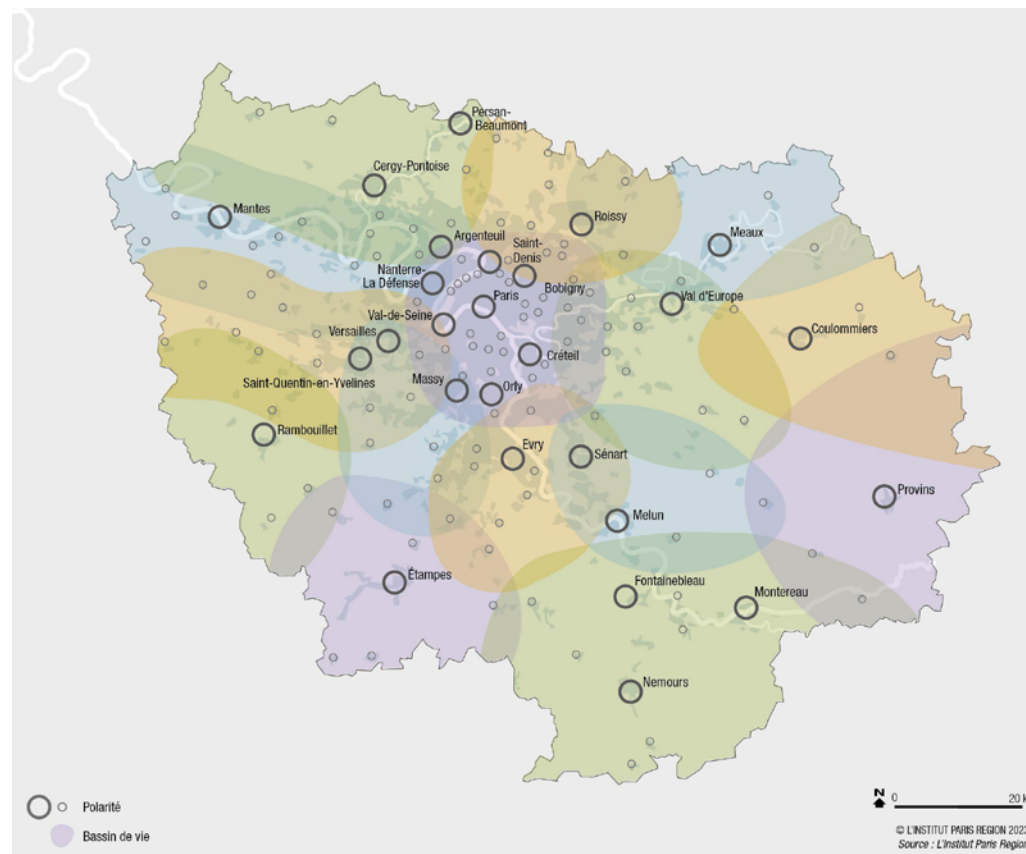 Persan-
Beaumont
Cergy-Pontoise
Mantes
Roissy
Argenteuil
Saint-
Denis
Meaux
Nanterre-
La Défense
Bobigny
Paris
Val d'Europe
Val-de-Seine
Versailles
Coulommiers
Créteil
Saint-Quentin-en-Yvelines
Massy
Orly
Rambouillet
Evry
Sénart
Provins
Melun
Étampes
Fontainebleau
Montereau
Nemours
Polarité
Bassin de vie
N
0
20 k
© L'INSTITUT PARIS REGION 2023
Source : L'Institut Paris Region